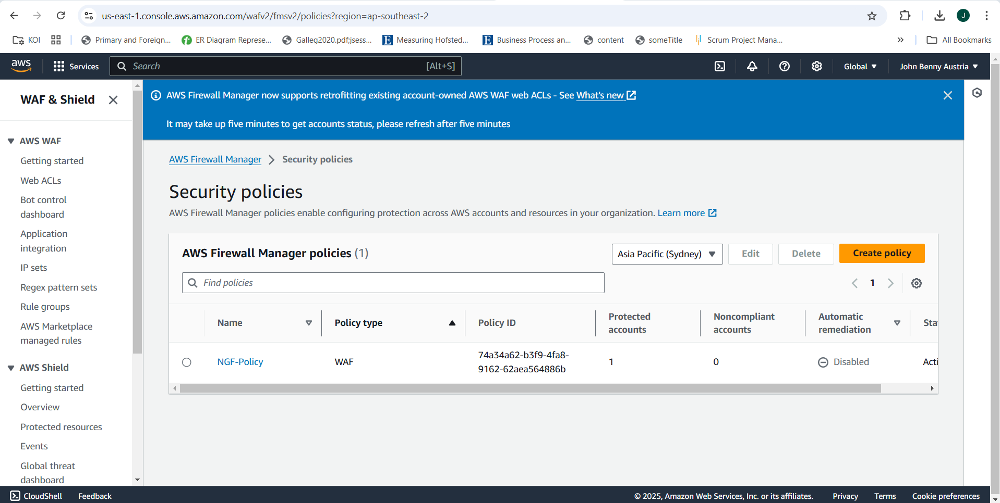 us-east-1.console.aws.amazon.com/wafv2/fmsv2/policies?region=ap-southeast-2
J
KOI
Primary and Foreign...
ER Diagram Represe...
Galleg2020.pdf;jsess...
Measuring Hofsted...
Business Process an...
content
someTitle
Scrum Project Mana...
All Bookmarks
aws
Services
Search
[Alt+S]
Global
John Benny Austria
WAF & Shield
AWS WAF
Getting started
Web ACLs
Bot control
dashboard
Application
integration
IP sets
Regex pattern sets
Rule groups
AWS Marketplace
managed rules
AWS Shield
Getting started
Overview
Protected resources
Events
Global threat
dashboard
AWS Firewall Manager now supports retrofitting existing account-owned AWS WAF web ACLs - See What's new
It may take up five minutes to get accounts status, please refresh after five minutes
AWS Firewall Manager
Security policies
Security policies
AWS Firewall Manager policies enable configuring protection across AWS accounts and resources in your organization. Learn more
AWS Firewall Manager policies (1)
Asia Pacific (Sydney)
Edit
Delete
Create policy
Find policies
1
Name
Policy type
Policy ID
Protected
accounts
Noncompliant
accounts
Automatic
remediation
Sta
NGF-Policy
WAF
74a34a62-b3f9-4fa8-
9162-62aea564886b
1
0
Disabled
Acti
CloudShell
Feedback
© 2025, Amazon Web Services, Inc. or its affiliates.
Privacy
Terms
Cookie preferences